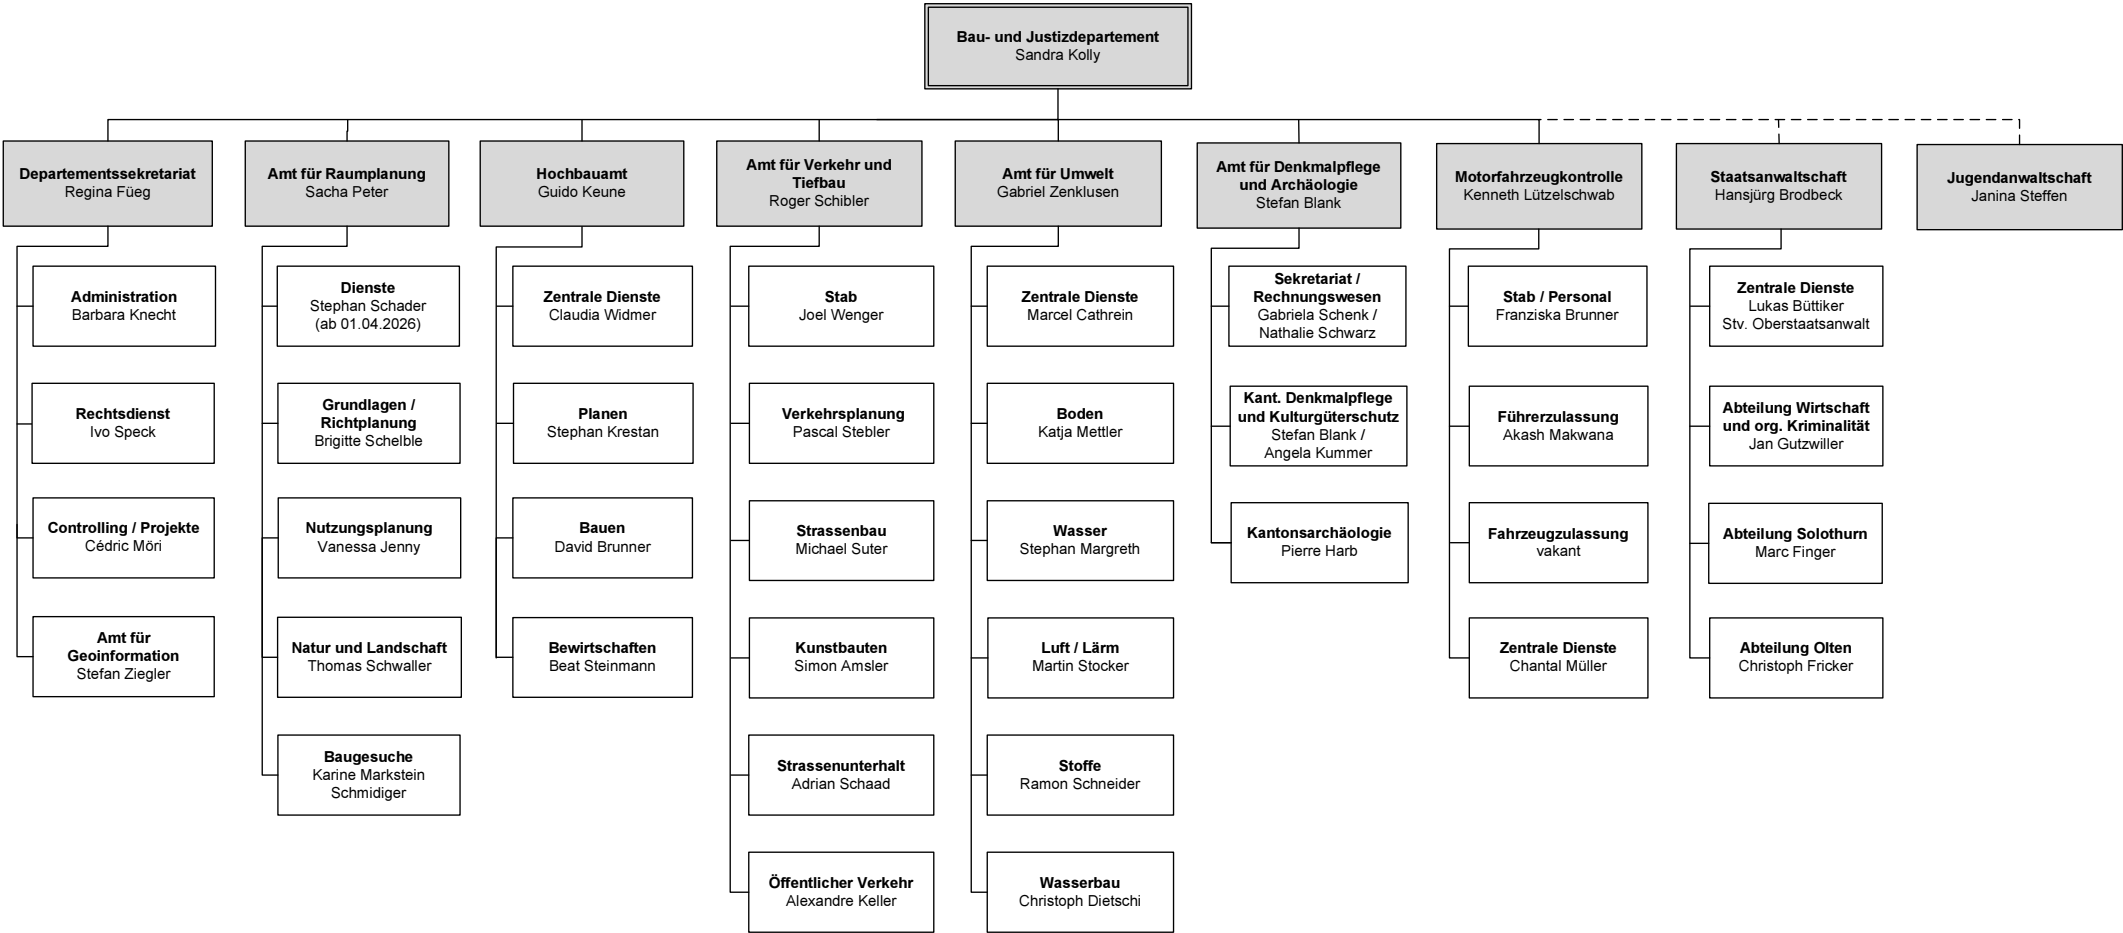 Bau- und Justizdepartement
Sandra Kolly
Departementssekretariat
Regina Füeg
Administration
Barbara Knecht
Rechtsdienst
Ivo Speck
Controlling / Projekte
Cédric Möri
Amt für
Geoinformation
Stefan Ziegler
Amt für Raumplanung
Sacha Peter
Dienste
Stephan Schader
(ab 01.04.2026)
Grundlagen /
Richtplanung
Brigitte Schelble
Nutzungsplanung
Vanessa Jenny
Natur und Landschaft
Thomas Schwaller
Baugesuche
Karine Markstein
Schmidiger
Hochbauamt
Guido Keune
Zentrale Dienste
Claudia Widmer
Planen
Stephan Krestan
Bauen
David Brunner
Bewirtschaften
Beat Steinmann
Amt für Verkehr und
Tiefbau
Roger Schibler
Stab
Joel Wenger
Verkehrsplanung
Pascal Stebler
Strassenbau
Michael Suter
Kunstbauten
Simon Amsler
Strassenunterhalt
Adrian Schaad
Öffentlicher Verkehr
Alexandre Keller
Amt für Umwelt
Gabriel Zenklusen
Zentrale Dienste
Marcel Cathrein
Boden
Katja Mettler
Wasser
Stephan Margreth
Luft / Lärm
Martin Stocker
Stoffe
Ramon Schneider
Wasserbau
Christoph Dietschi
Amt für Denkmalpflege
und Archäologie
Stefan Blank
Sekretariat /
Rechnungswesen
Gabriela Schenk /
Nathalie Schwarz
Kant. Denkmalpflege
und Kulturgüterschutz
Stefan Blank /
Angela Kummer
Kantonsarchäologie
Pierre Harb
Motorfahrzeugkontrolle
Kenneth Lützelschwab
Stab / Personal
Franziska Brunner
Führerzulassung
Akash Makwana
Fahrzeugzulassung
vakant
Zentrale Dienste
Chantal Müller
Staatsanwaltschaft
Hansjürg Brodbeck
Zentrale Dienste
Lukas Büttiker
Stv. Oberstaatsanwalt
Abteilung Wirtschaft
und org. Kriminalität
Jan Gutzwiller
Abteilung Solothurn
Marc Finger
Abteilung Olten
Christoph Fricker
Jugendanwaltschaft
Janina Steffen